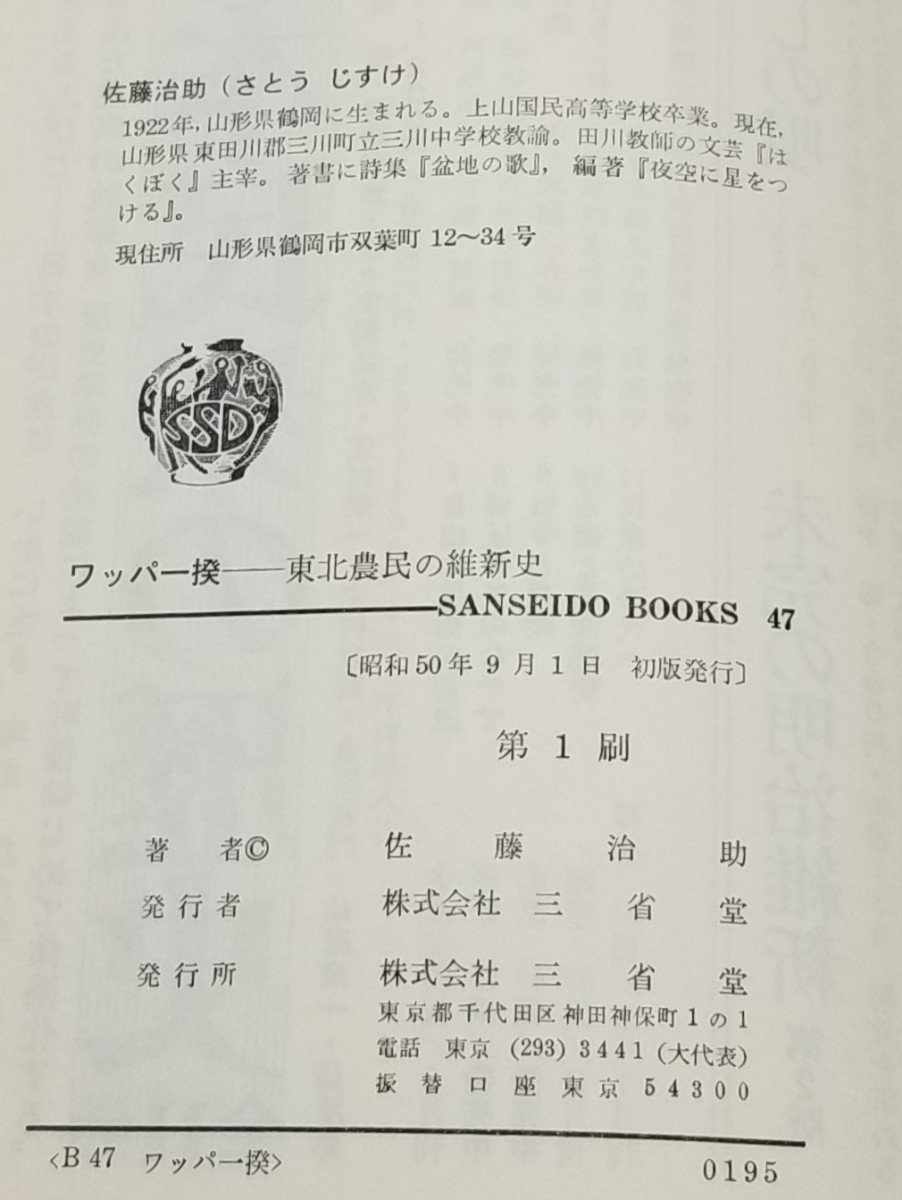 佐藤治助（さとう じすけ）
1922年，山形県鶴岡に生まれる。上山国民高等学校卒業。現在，
山形県東田川郡三川町立三川中学校教諭。田川教師の文芸『は
くぼく』主宰。著書に詩集『盆地の歌』，編著『夜空に星をつ
ける』。
現住所　山形県鶴岡市双葉町 12〜34 号
SSD
ワッパ一揆――東北農民の維新史
SANSEIDO BOOKS 47
〔昭和50年9月1日　初版発行〕
第1刷
著者© 佐藤治助
発行者 株式会社 三省堂
発行所 株式会社 三省堂
東京都千代田区神田神保町1の1
電話 東京 (293) 3441（大代表）
振替口座 東京 54300
〈B 47　ワッパ一揆〉 0195